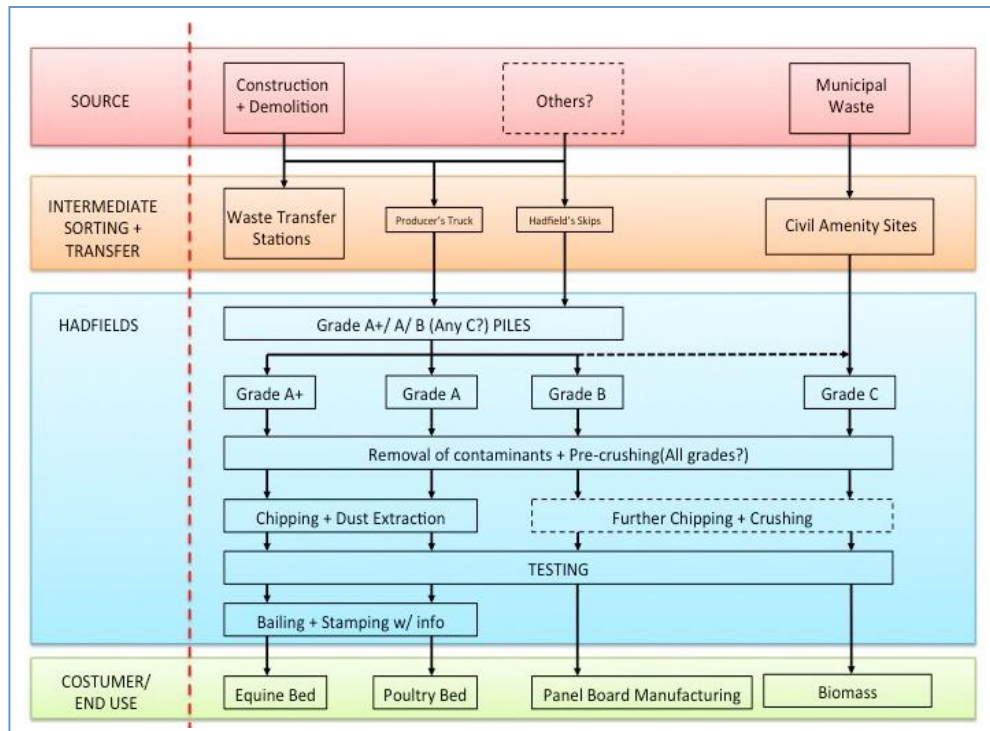 SOURCE
Construction
+ Demolition
Others?
Municipal
Waste
INTERMEDIATE
SORTING +
TRANSFER
Waste Transfer
Stations
Producer's Truck
Hadfield's Skips
Civil Amenity Sites
HADFIELDS
Grade A+/ A/ B (Any C?) PILES
Grade A+
Grade A
Grade B
Grade C
Removal of contaminants + Pre-crushing(All grades?)
Chipping + Dust Extraction
Further Chipping + Crushing
TESTING
Bailing + Stamping w/ info
COSTUMER/
END USE
Equine Bed
Poultry Bed
Panel Board Manufacturing
Biomass